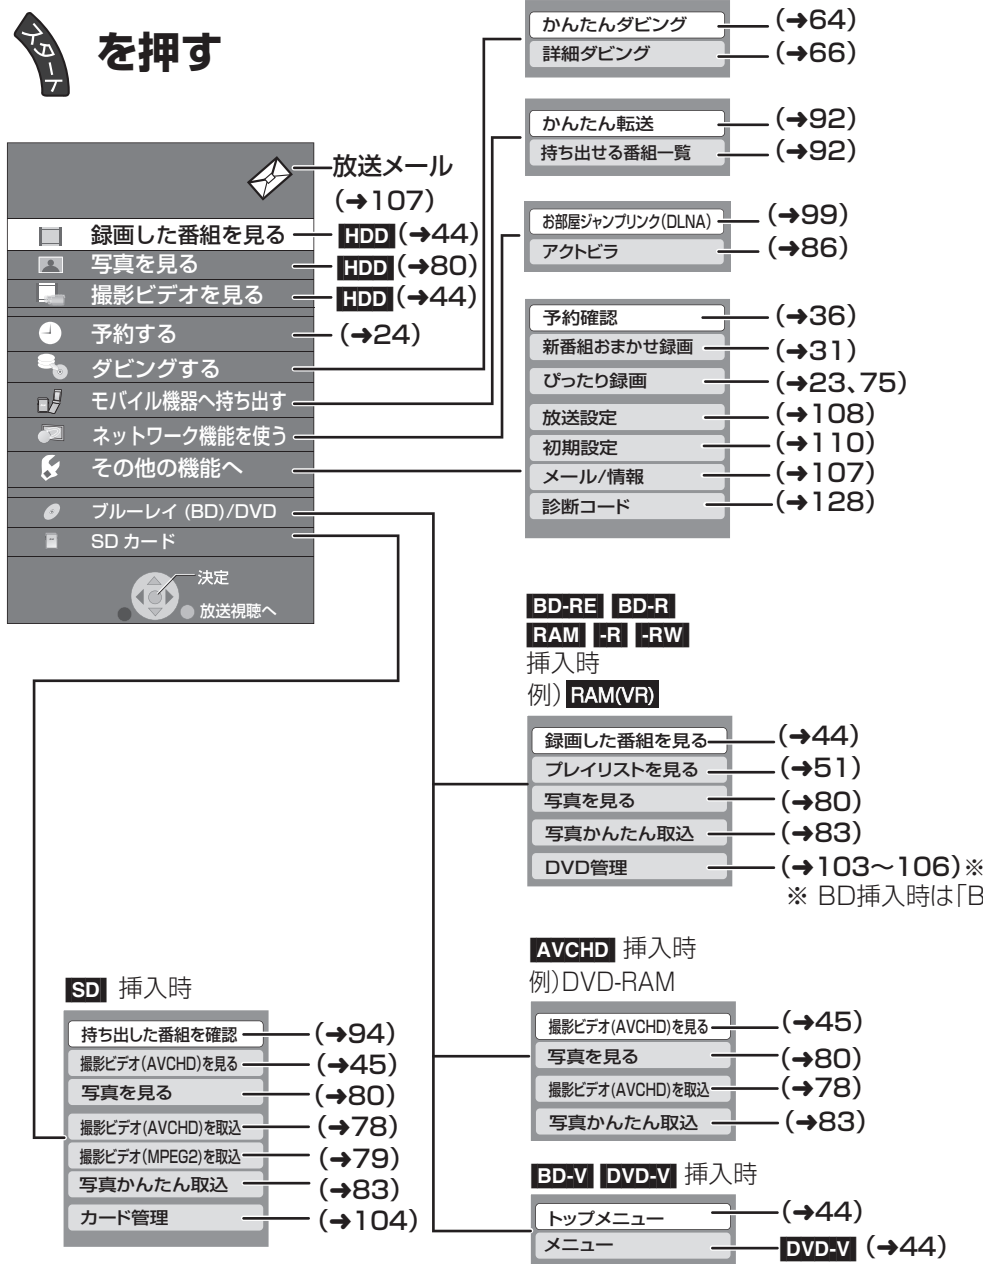 スタート を押す
放送メール
(➔107)
録画した番組を見る HDD (➔44)
写真を見る HDD (➔80)
撮影ビデオを見る HDD (➔44)
予約する (➔24)
ダビングする
モバイル機器へ持ち出す
ネットワーク機能を使う
その他の機能へ
ブルーレイ (BD)/DVD
SD カード
決定
放送視聴へ
かんたんダビング (➔64)
詳細ダビング (➔66)
かんたん転送 (➔92)
持ち出せる番組一覧 (➔92)
お部屋ジャンプリンク(DLNA) (➔99)
アクトビラ (➔86)
予約確認 (➔36)
新番組おまかせ録画 (➔31)
ぴったり録画 (➔23、75)
放送設定 (➔108)
初期設定 (➔110)
メール/情報 (➔107)
診断コード (➔128)
BD-RE BD-R
RAM -R -RW
挿入時
例) RAM(VR)
録画した番組を見る (➔44)
プレイリストを見る (➔51)
写真を見る (➔80)
写真かんたん取込 (➔83)
DVD管理 (➔103〜106)※
※ BD挿入時は「B
AVCHD 挿入時
例)DVD-RAM
撮影ビデオ(AVCHD)を見る (➔45)
写真を見る (➔80)
撮影ビデオ(AVCHD)を取込 (➔78)
写真かんたん取込 (➔83)
BD-V DVD-V 挿入時
トップメニュー (➔44)
メニュー DVD-V (➔44)
SD 挿入時
持ち出した番組を確認 (➔94)
撮影ビデオ(AVCHD)を見る (➔45)
写真を見る (➔80)
撮影ビデオ(AVCHD)を取込 (➔78)
撮影ビデオ(MPEG2)を取込 (➔79)
写真かんたん取込 (➔83)
カード管理 (➔104)